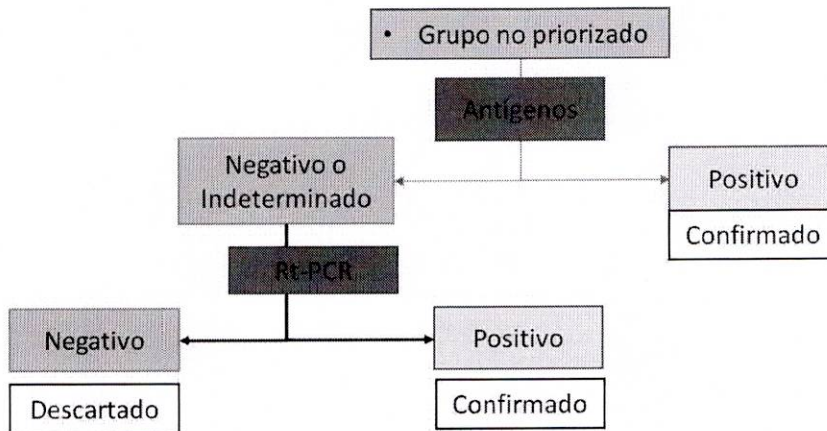 • Grupo no priorizado
Antígenos
Negativo o
Indeterminado
Positivo
Confirmado
Rt-PCR
Negativo
Positivo
Descartado
Confirmado